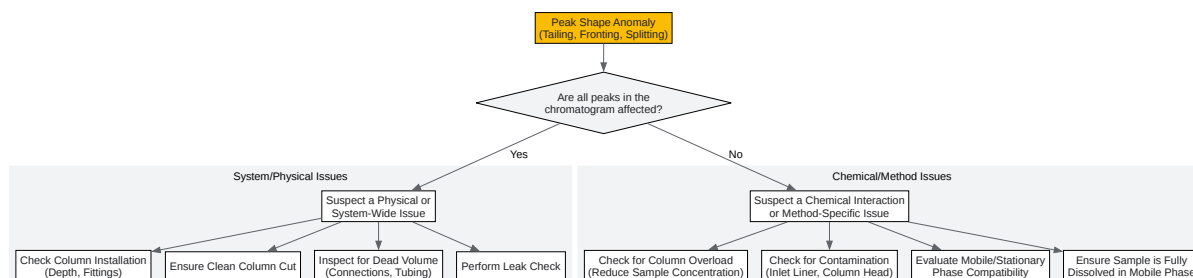 Peak Shape Anomaly
(Tailing, Fronting, Splitting)
Are all peaks in the
chromatogram affected?
Yes
No
System/Physical Issues
Chemical/Method Issues
Suspect a Physical or
System-Wide Issue
Suspect a Chemical Interaction
or Method-Specific Issue
Check Column Installation
(Depth, Fittings)
Ensure Clean Column Cut
Inspect for Dead Volume
(Connections, Tubing)
Perform Leak Check
Check for Column Overload
(Reduce Sample Concentration)
Check for Contamination
(Inlet Liner, Column Head)
Evaluate Mobile/Stationary
Phase Compatibility
Ensure Sample is Fully
Dissolved in Mobile Phase